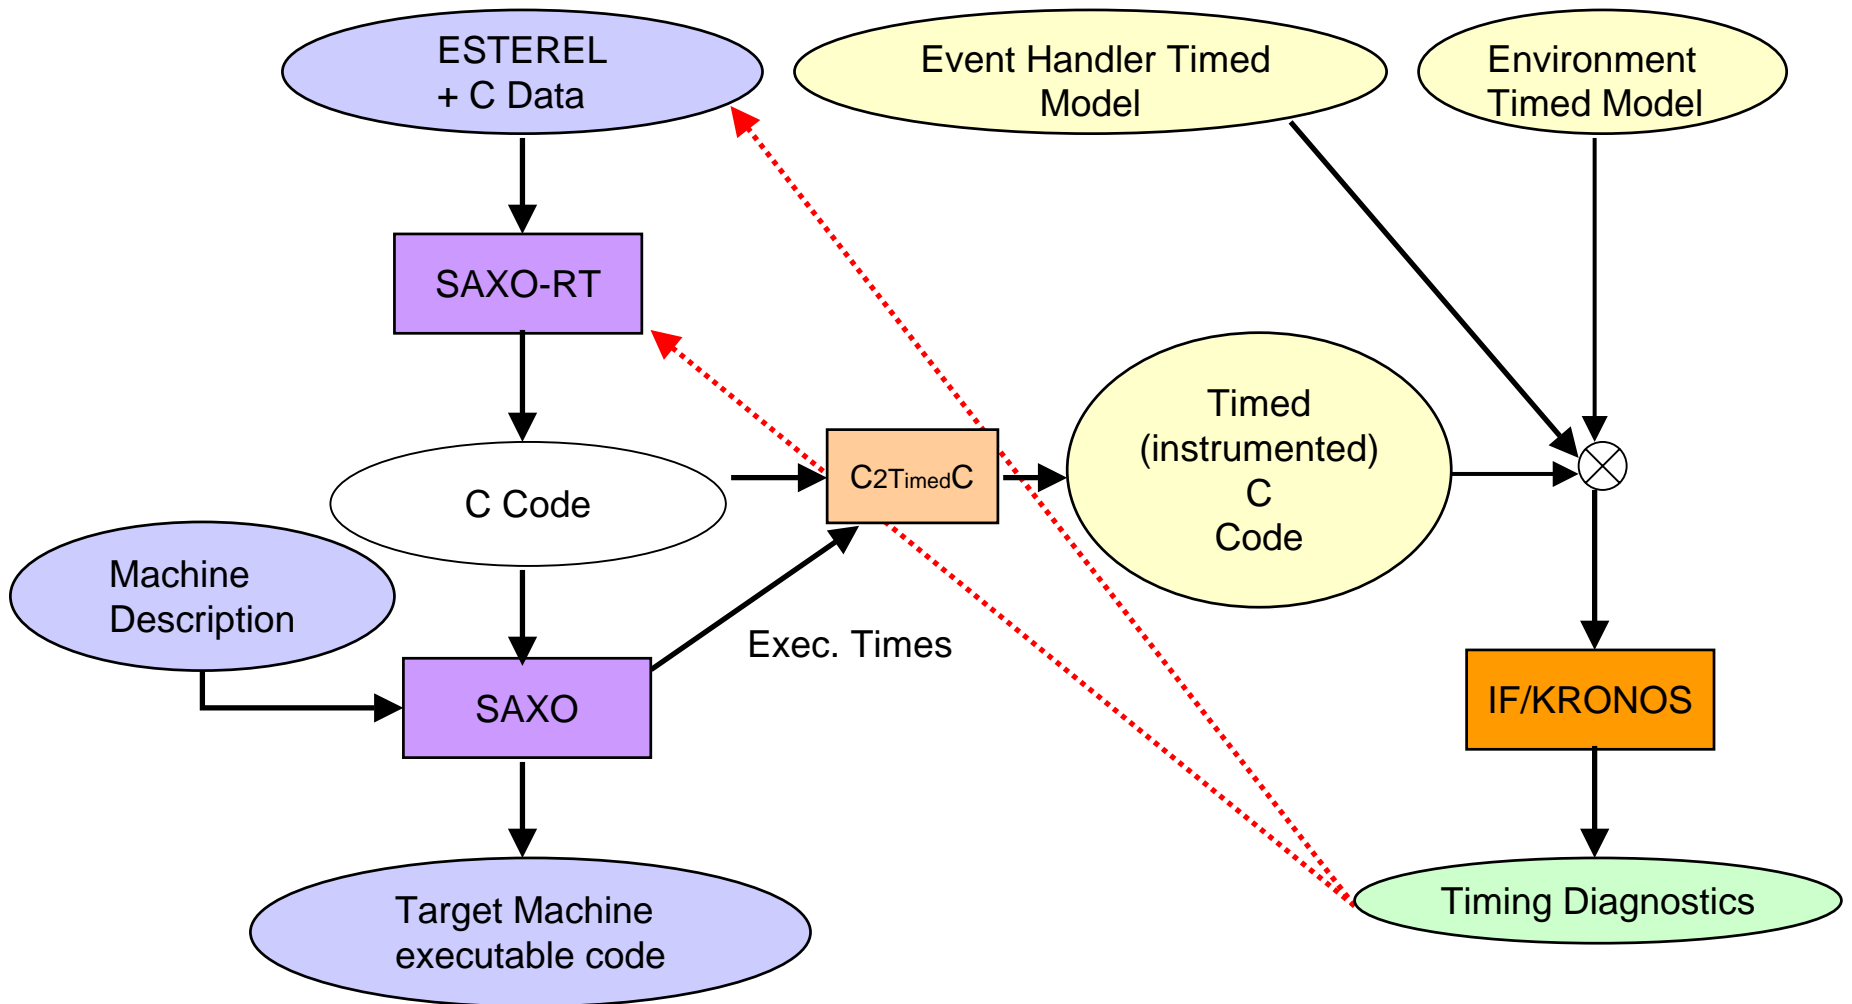 ESTEREL
+ C Data
Event Handler Timed
Model
Environment
Timed Model
SAXO-RT
Timed
(instrumented)
C
Code
C2TimedC
C Code
Machine
Description
Exec. Times
SAXO
IF/KRONOS
Target Machine
executable code
Timing Diagnostics